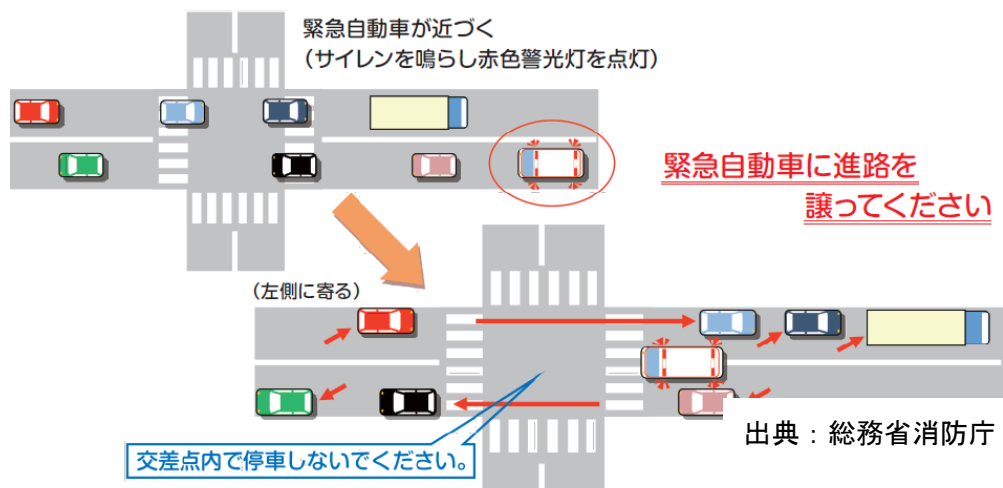 緊急自動車が近づく
(サイレンを鳴らし赤色警光灯を点灯)
緊急自動車に進路を
譲ってください
(左側に寄る)
交差点内で停車しないでください。
出典：総務省消防庁